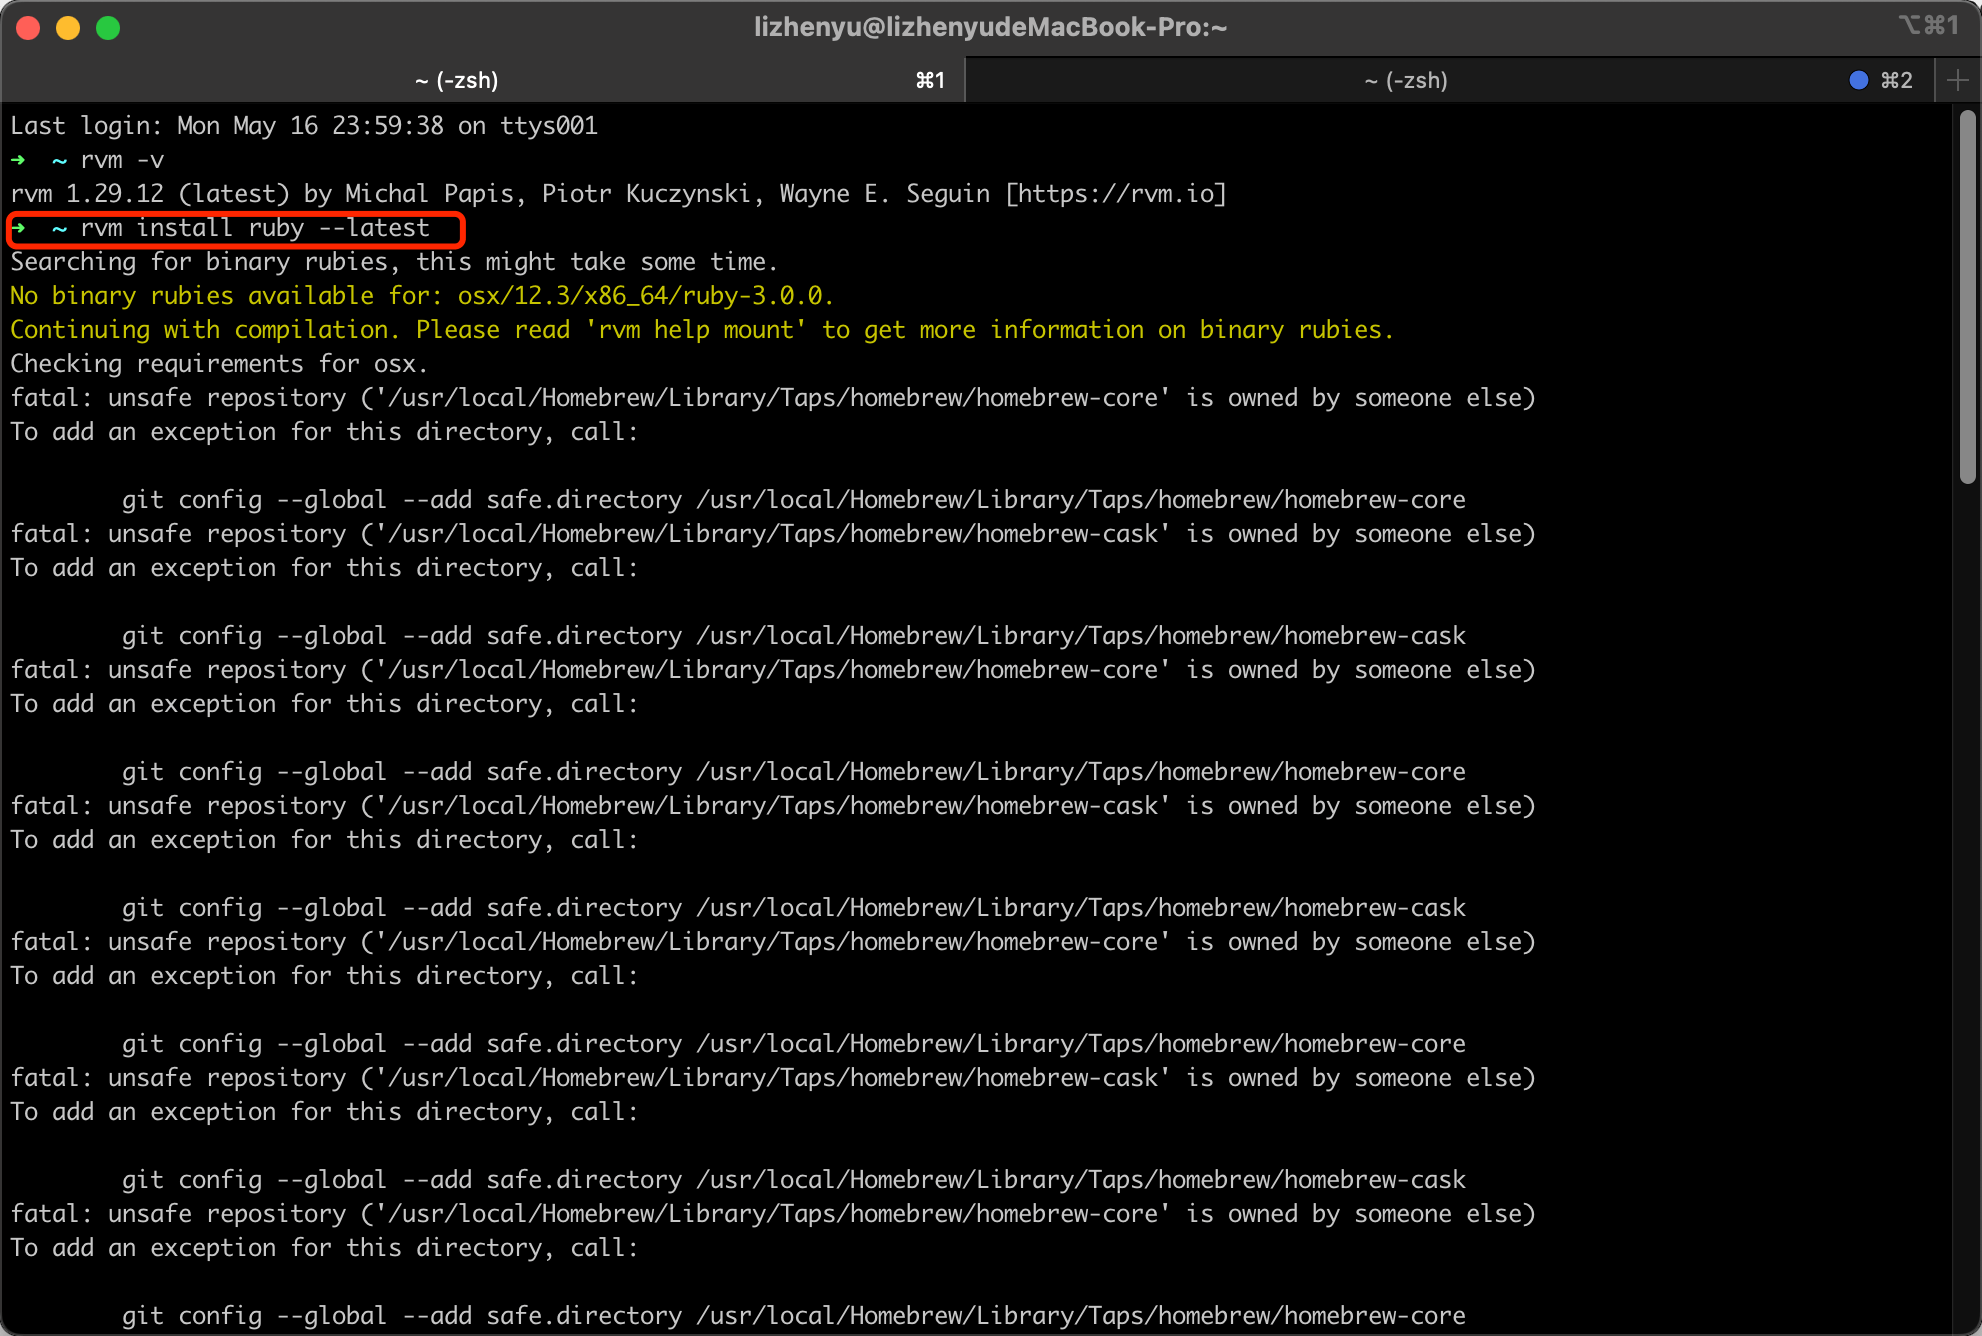 lizhenyu@lizhenyudeMacBook-Pro:~
⌥⌘1
~ (-zsh)
⌘1
~ (-zsh)
⌘2
Last login: Mon May 16 23:59:38 on ttys001
➜  ~ rvm -v
rvm 1.29.12 (latest) by Michal Papis, Piotr Kuczynski, Wayne E. Seguin [https://rvm.io]
➜  ~ rvm install ruby --latest
Searching for binary rubies, this might take some time.
No binary rubies available for: osx/12.3/x86_64/ruby-3.0.0.
Continuing with compilation. Please read 'rvm help mount' to get more information on binary rubies.
Checking requirements for osx.
fatal: unsafe repository ('/usr/local/Homebrew/Library/Taps/homebrew/homebrew-core' is owned by someone else)
To add an exception for this directory, call:
git config --global --add safe.directory /usr/local/Homebrew/Library/Taps/homebrew/homebrew-core
fatal: unsafe repository ('/usr/local/Homebrew/Library/Taps/homebrew/homebrew-cask' is owned by someone else)
To add an exception for this directory, call:
git config --global --add safe.directory /usr/local/Homebrew/Library/Taps/homebrew/homebrew-cask
fatal: unsafe repository ('/usr/local/Homebrew/Library/Taps/homebrew/homebrew-core' is owned by someone else)
To add an exception for this directory, call:
git config --global --add safe.directory /usr/local/Homebrew/Library/Taps/homebrew/homebrew-core
fatal: unsafe repository ('/usr/local/Homebrew/Library/Taps/homebrew/homebrew-cask' is owned by someone else)
To add an exception for this directory, call:
git config --global --add safe.directory /usr/local/Homebrew/Library/Taps/homebrew/homebrew-cask
fatal: unsafe repository ('/usr/local/Homebrew/Library/Taps/homebrew/homebrew-core' is owned by someone else)
To add an exception for this directory, call:
git config --global --add safe.directory /usr/local/Homebrew/Library/Taps/homebrew/homebrew-core
fatal: unsafe repository ('/usr/local/Homebrew/Library/Taps/homebrew/homebrew-cask' is owned by someone else)
To add an exception for this directory, call:
git config --global --add safe.directory /usr/local/Homebrew/Library/Taps/homebrew/homebrew-cask
fatal: unsafe repository ('/usr/local/Homebrew/Library/Taps/homebrew/homebrew-core' is owned by someone else)
To add an exception for this directory, call:
git config --global --add safe.directory /usr/local/Homebrew/Library/Taps/homebrew/homebrew-core